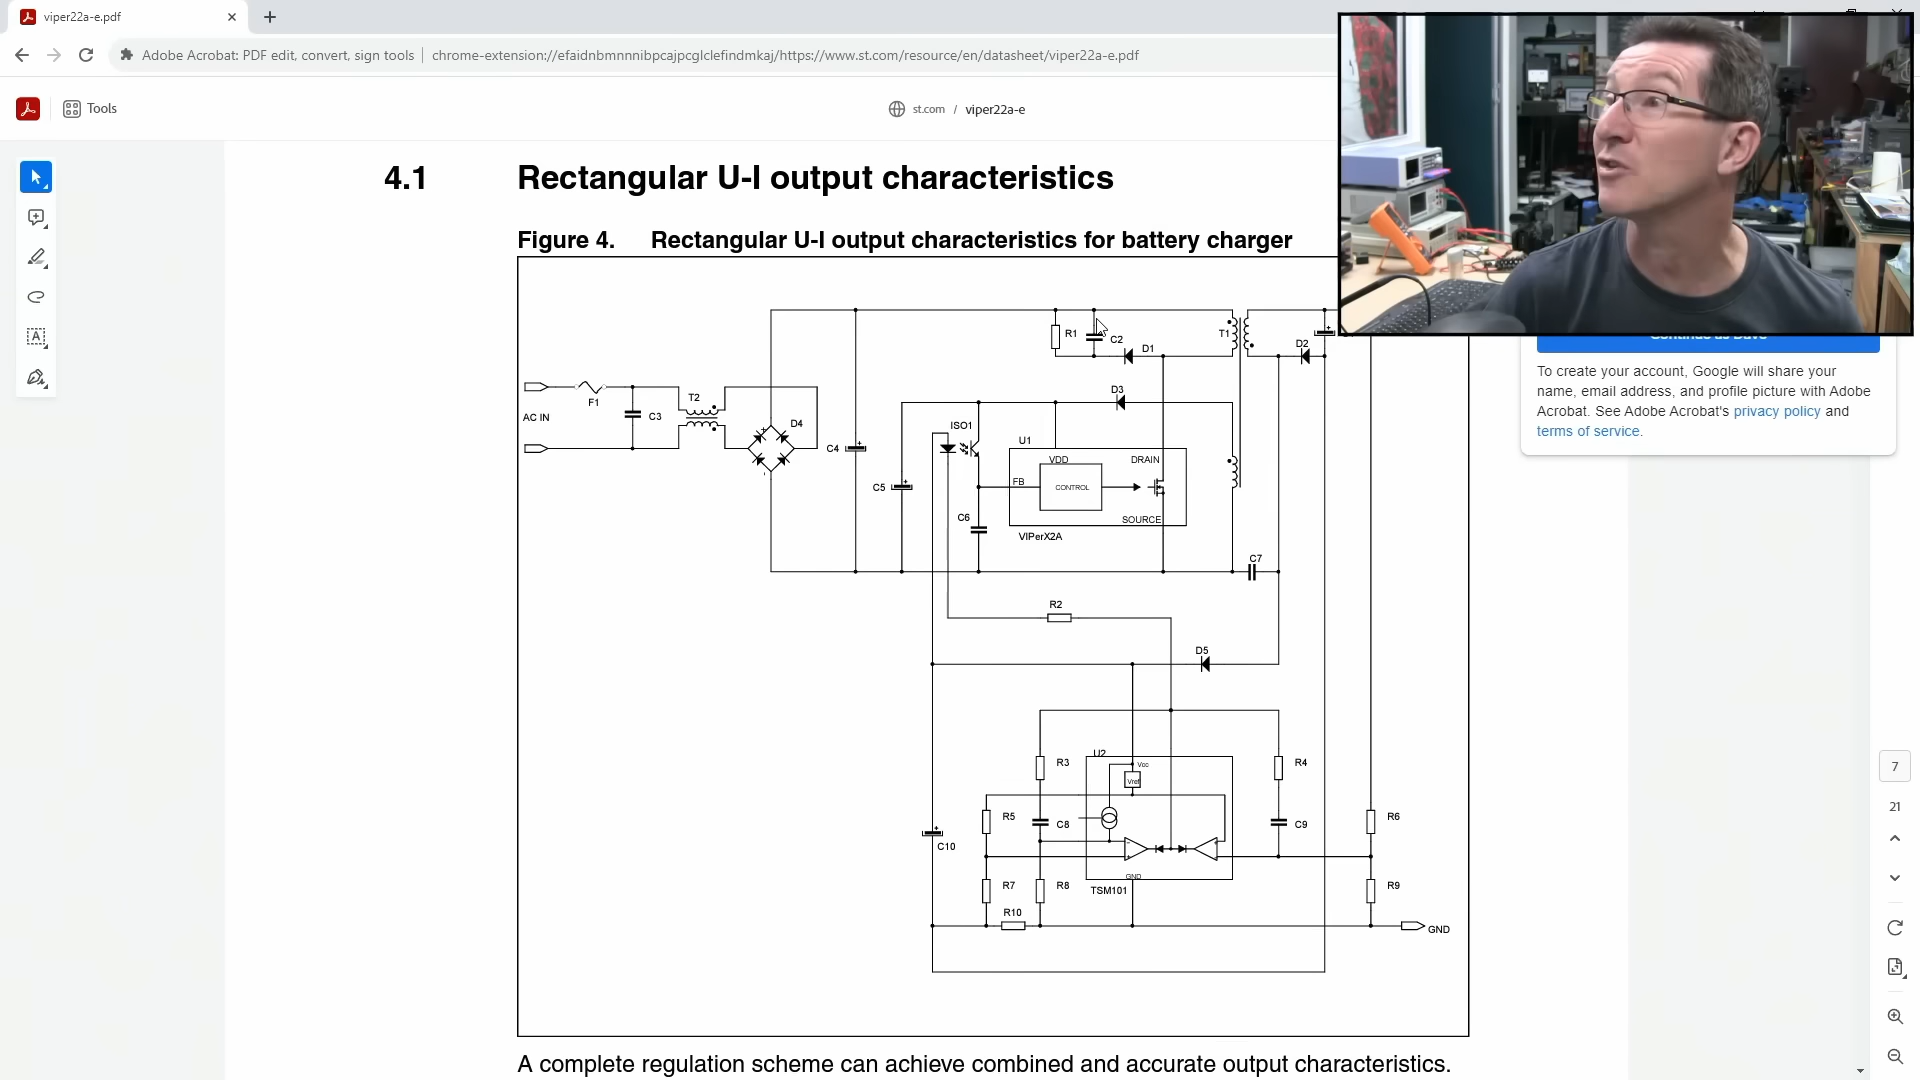 viper22a-e.pdf
Adobe Acrobat: PDF edit, convert, sign tools
chrome-extension://efaidnbmnnnibpcajpcglclefindmkaj/https://www.st.com/resource/en/datasheet/viper22a-e.pdf
Tools
st.com / viper22a-e
4.1 Rectangular U-I output characteristics
Figure 4. Rectangular U-I output characteristics for battery charger
R1
C2
D1
T1
D2
F1
C3
T2
AC IN
D4
D3
ISO1
U1
C4
VDD
DRAIN
FB
CONTROL
C5
C6
SOURCE
VIPerX2A
C7
R2
D5
U2
R3
Vcc
R4
Vref
R5
C8
C9
R6
C10
GND
TSM101
R7
R8
R9
R10
GND
A complete regulation scheme can achieve combined and accurate output characteristics.
To create your account, Google will share your
name, email address, and profile picture with Adobe
Acrobat. See Adobe Acrobat's privacy policy and
terms of service.
7
21